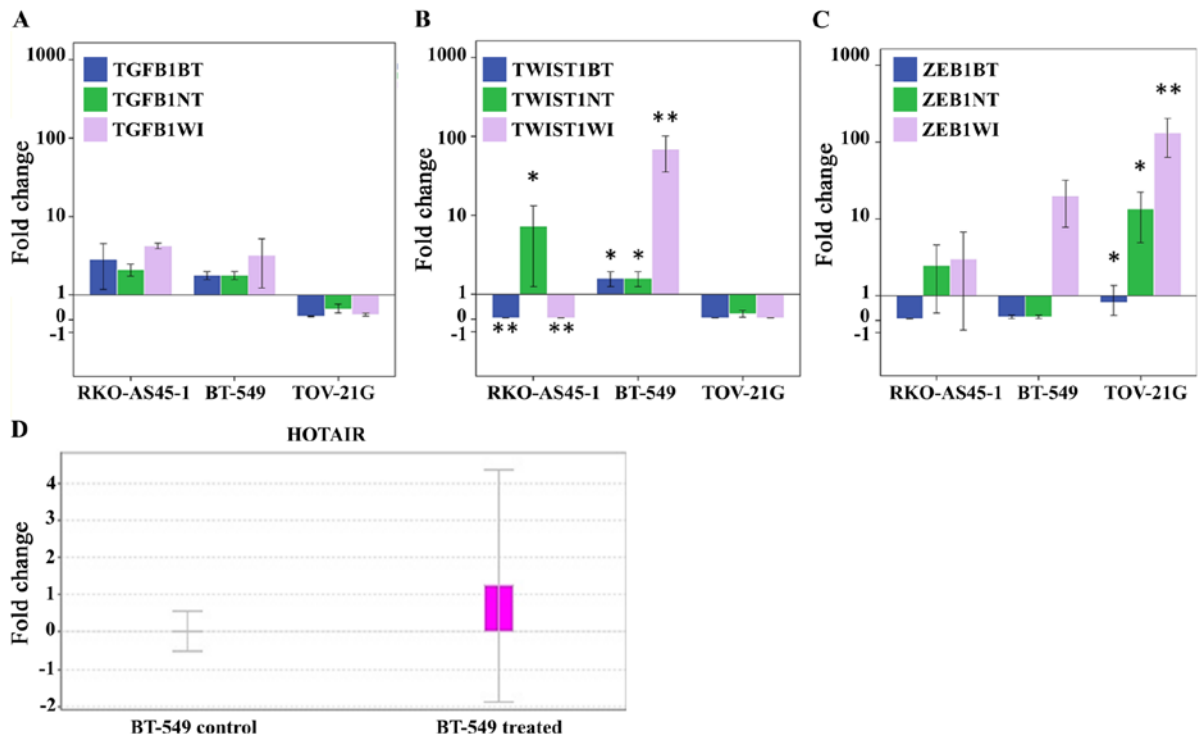 A
Fold change
1000
100
10
1
0
-1
TGFB1BT
TGFB1NT
TGFB1WI
RKO-AS45-1 BT-549 TOV-21G
B
Fold change
1000
100
10
1
0
-1
TWIST1BT
TWIST1NT
TWIST1WI
**
*
* *
** **
RKO-AS45-1 BT-549 TOV-21G
C
Fold change
1000
100
10
1
0
-1
ZEB1BT
ZEB1NT
ZEB1WI
**
*
*
RKO-AS45-1 BT-549 TOV-21G
D
HOTAIR
Fold change
4
3
2
1
0
-1
-2
BT-549 control BT-549 treated